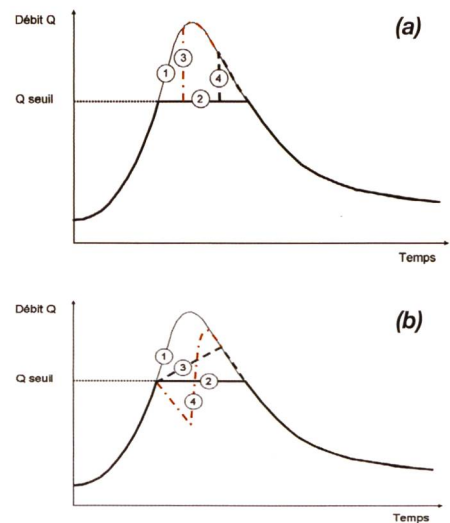 Débit Q
(a)
3
1
4
Q seuil
2
Temps
Débit Q
(b)
1
3
Q seuil
2
4
Temps